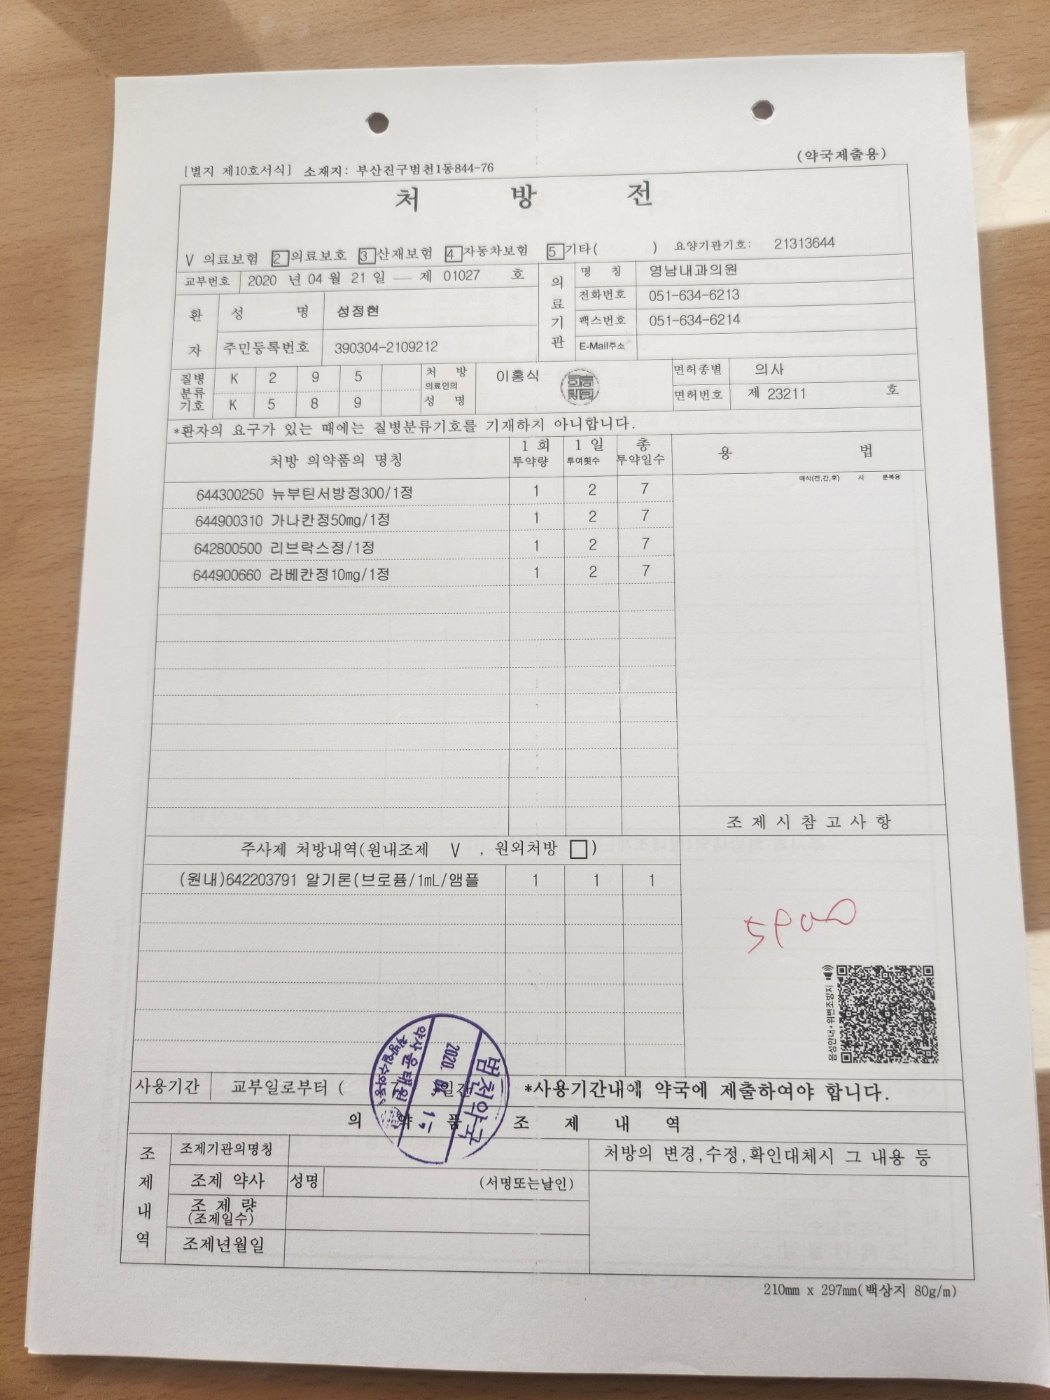 [별지 제10호서식] 소재지: 부산진구범천1동844-76
(약국제출용)
처 방 전
V 의료보험 2 의료보호 3 산재보험 4 자동차보험 5 기타( ) 요양기관기호: 21313644
교부번호 2020 년 04 월 21 일 — 제 01027 호
의료기관
명 칭 영남내과의원
전화번호 051-634-6213
팩스번호 051-634-6214
E-Mail주소
환자
성 명 성정현
주민등록번호 390304-2109212
질병분류기호
K 2 9 5
K 5 8 9
처 방 의료인의 성 명 이홍식
면허종별 의사
면허번호 제 23211 호
*환자의 요구가 있는 때에는 질병분류기호를 기재하지 아니합니다.
처방 의약품의 명칭 1 회 투약량 1 일 투여횟수 총 투약일수 용 법
매식(전,간,후) 시 분복용
644300250 뉴부틴서방정300/1정 1 2 7
644900310 가나칸정50mg/1정 1 2 7
642800500 리브락스정/1정 1 2 7
644900660 라베칸정10mg/1정 1 2 7
조 제 시 참 고 사 항
주사제 처방내역(원내조제 V , 원외처방 □)
(원내)642203791 알기론(브로퓸/1mL/앰플 1 1 1
음성안내·위변조방지
범천약국
2020. 04.
사용기간 교부일로부터 (
*사용기간내에 약국에 제출하여야 합니다.
의 약 품 조 제 내 역
조제내역
조제기관의명칭
처방의 변경,수정,확인대체시 그 내용 등
조제 약사 성명 (서명또는날인)
조 제 량
(조제일수)
조제년월일
210mm x 297mm(백상지 80g/m)